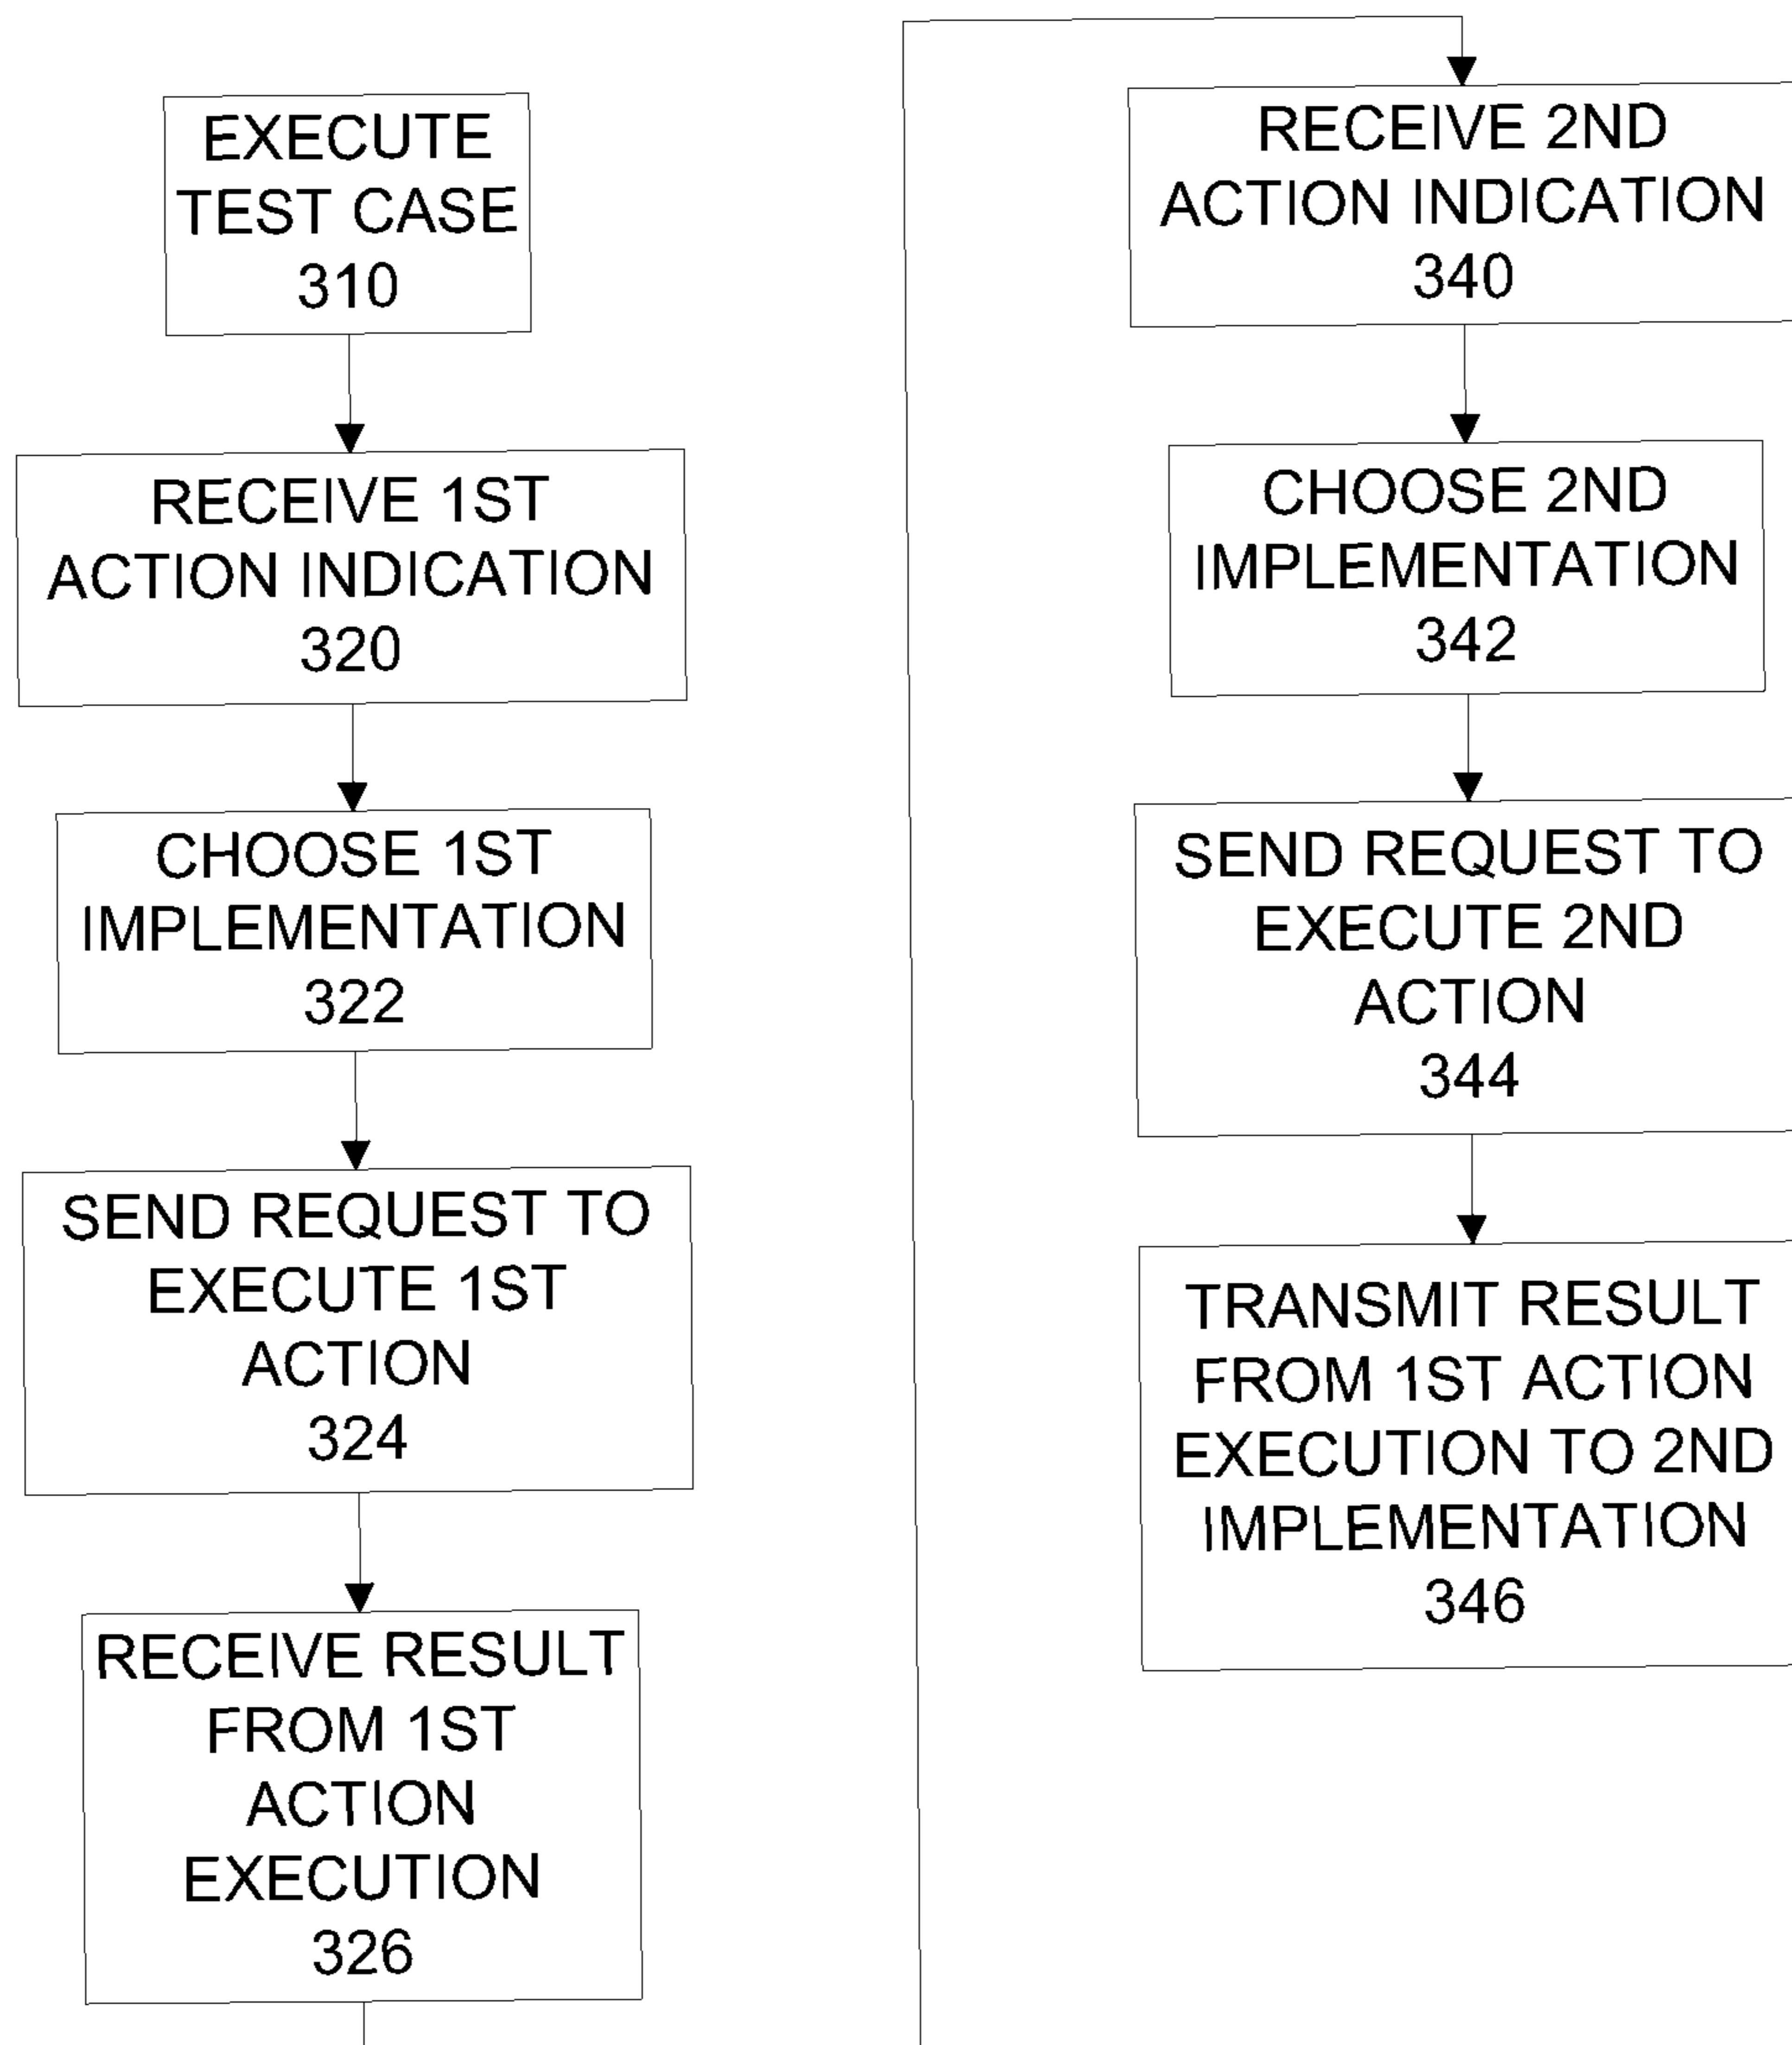 EXECUTE
TEST CASE
310
RECEIVE 1ST
ACTION INDICATION
320
CHOOSE 1ST
IMPLEMENTATION
322
SEND REQUEST TO
EXECUTE 1ST
ACTION
324
RECEIVE RESULT
FROM 1ST
ACTION
EXECUTION
326
RECEIVE 2ND
ACTION INDICATION
340
CHOOSE 2ND
IMPLEMENTATION
342
SEND REQUEST TO
EXECUTE 2ND
ACTION
344
TRANSMIT RESULT
FROM 1ST ACTION
EXECUTION TO 2ND
IMPLEMENTATION
346